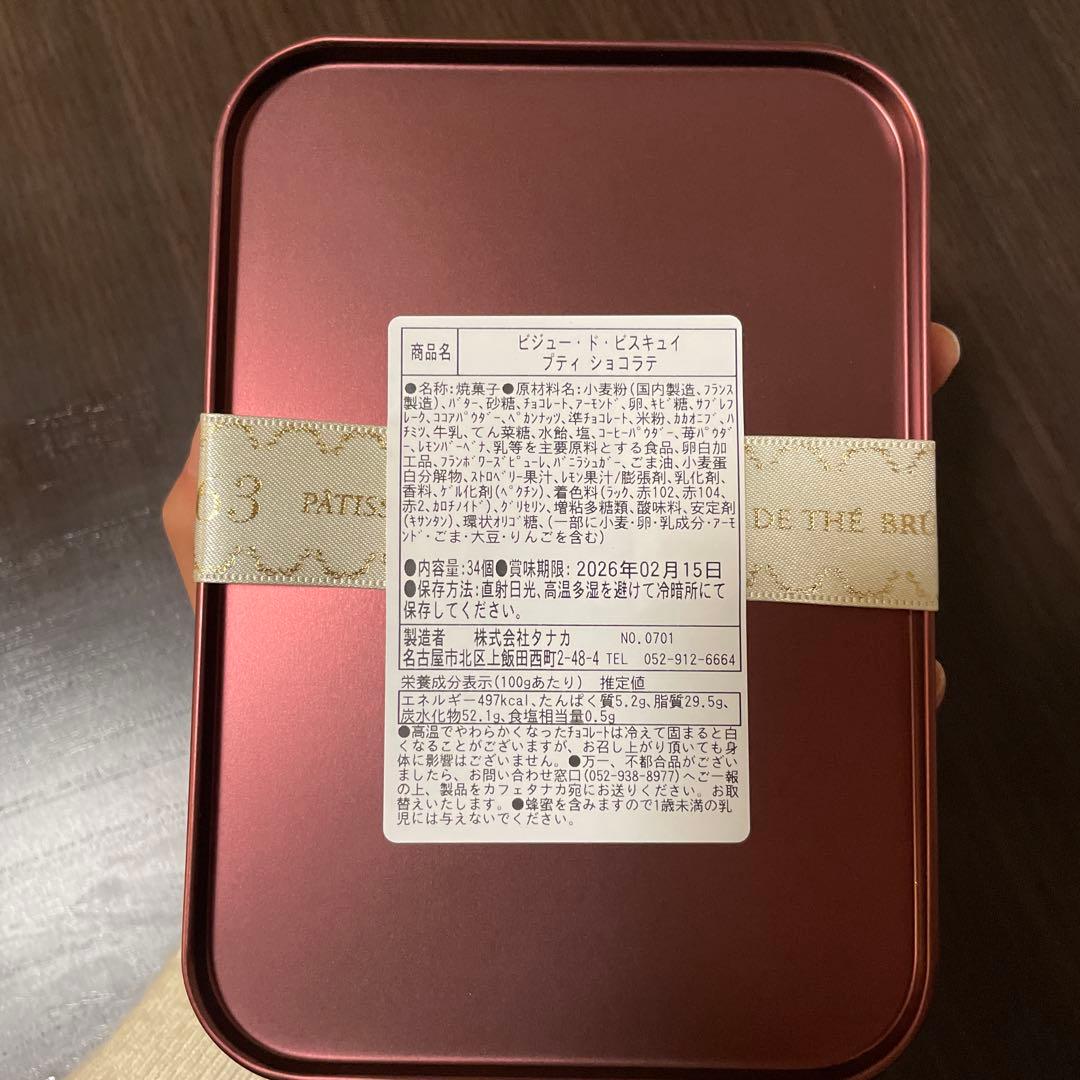 商品名
ビジュー・ド・ビスキュイ
プティ ショコラテ
●名称:焼菓子●原材料名:小麦粉(国内製造、フランス
製造)、バター、砂糖、チョコレート、アーモンド、卵、キビ糖、サブレフ
レーク、ココアパウダー、ペカンナッツ、準チョコレート、米粉、カカオニブ、ハ
チミツ、牛乳、てん菜糖、水飴、塩、コーヒーパウダー、苺パウダ
ー、レモンバーベナ、乳等を主要原料とする食品、卵白加
工品、フランボワーズピューレ、バニラシュガー、ごま油、小麦蛋
白分解物、ストロベリー果汁、レモン果汁/膨張剤、乳化剤、
香料、ゲル化剤(ペクチン)、着色料(ラック、赤102、赤104、
赤2、カロチノイド)、グリセリン、増粘多糖類、酸味料、安定剤
(キサンタン)、環状オリゴ糖、(一部に小麦・卵・乳成分・アーモ
ンド・ごま・大豆・りんごを含む)
●内容量:34個●賞味期限: 2026年02月15日
●保存方法:直射日光、高温多湿を避けて冷暗所にて
保存してください。
63 PÂTISS DE THÉ BRÛ
製造者 株式会社タナカ NO.0701
名古屋市北区上飯田西町2-48-4 TEL 052-912-6664
栄養成分表示(100gあたり) 推定値
エネルギー497kcal、たんぱく質5.2g、脂質29.5g、
炭水化物52.1g、食塩相当量0.5g
●高温でやわらかくなったチョコレートは冷えて固まると白
くなることがございますが、お召し上がり頂いても身
体に影響はございません。●万一、不都合品がござい
ましたら、お問い合わせ窓口(052-938-8977)へご一報
の上、製品をカフェタナカ宛にお送りください。お取
替えいたします。●蜂蜜を含みますので1歳未満の乳
児には与えないでください。